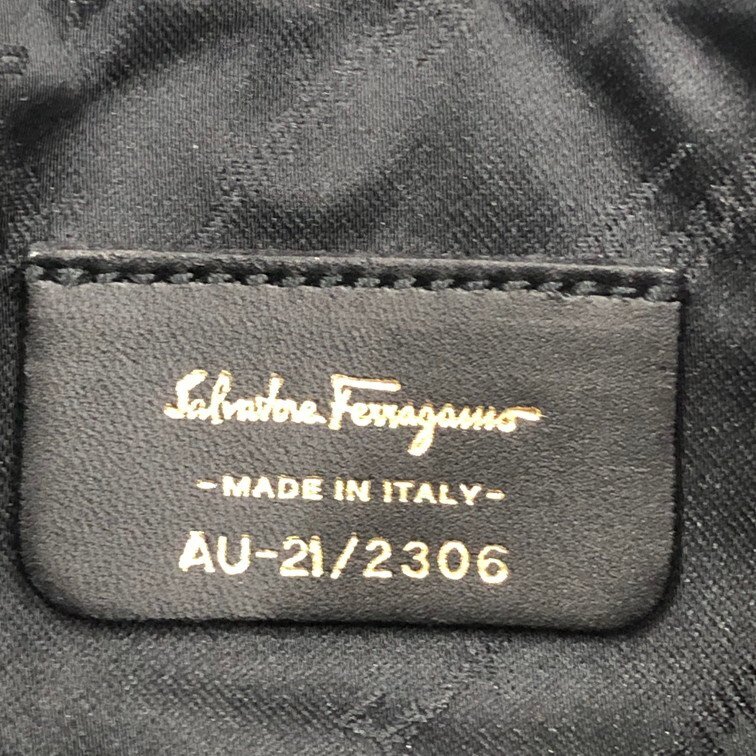 Salvatore Ferragamo
-MADE IN ITALY-
AU-21/2306